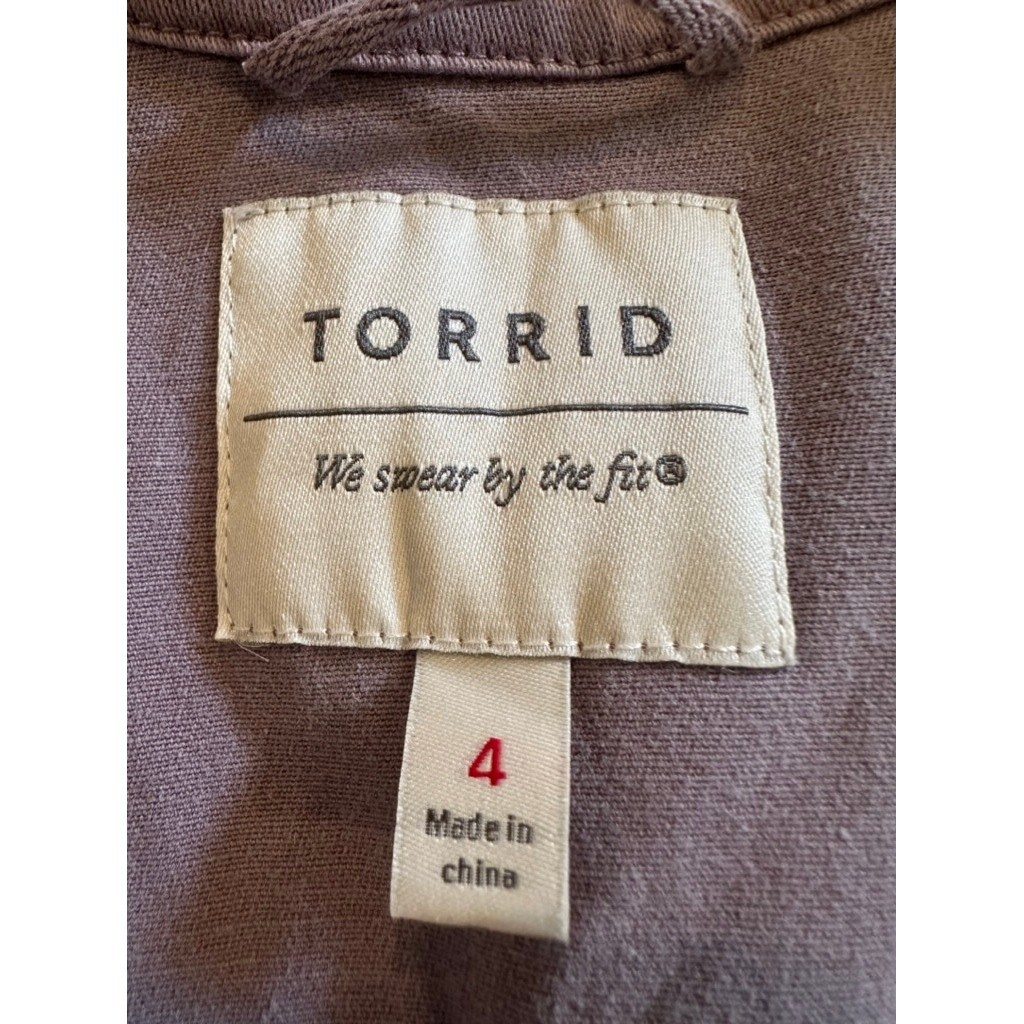 TORRID
We swear by the fit®
4
Made in
china